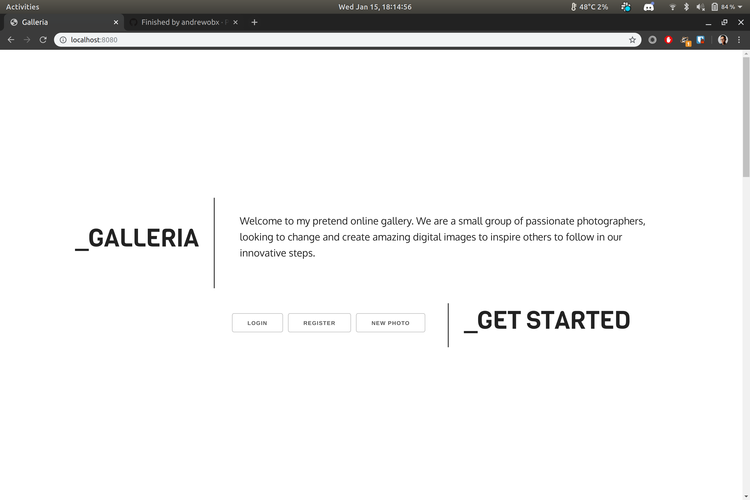 Activities
Wed Jan 15, 18:14:56
48°C 2%
84 %
Galleria
Finished by andrewobx ·
localhost:8080
_GALLERIA
Welcome to my pretend online gallery. We are a small group of passionate photographers,
looking to change and create amazing digital images to inspire others to follow in our
innovative steps.
LOGIN
REGISTER
NEW PHOTO
_GET STARTED